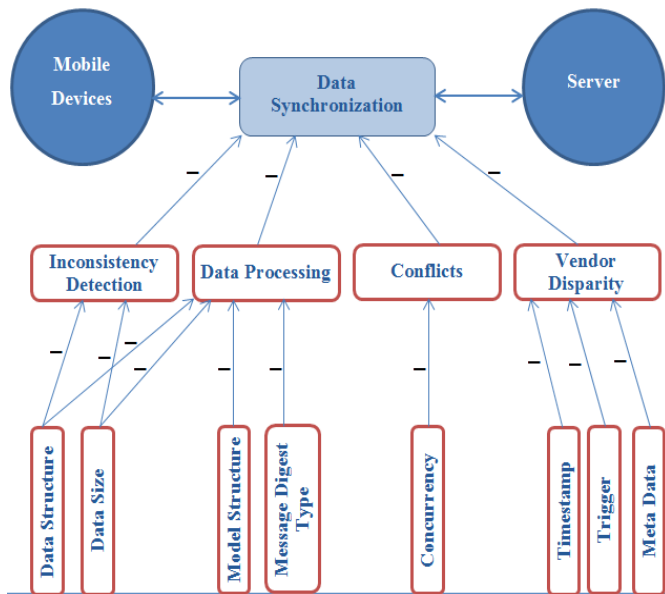 Mobile
Devices
Data
Synchronization
Server
Inconsistency
Detection
Data Processing
Conflicts
Vendor
Disparity
–
–
–
–
–
–
–
–
–
–
–
–
–
–
Data Structure
Data Size
Model Structure
Message Digest
Type
Concurrency
Timestamp
Trigger
Meta Data